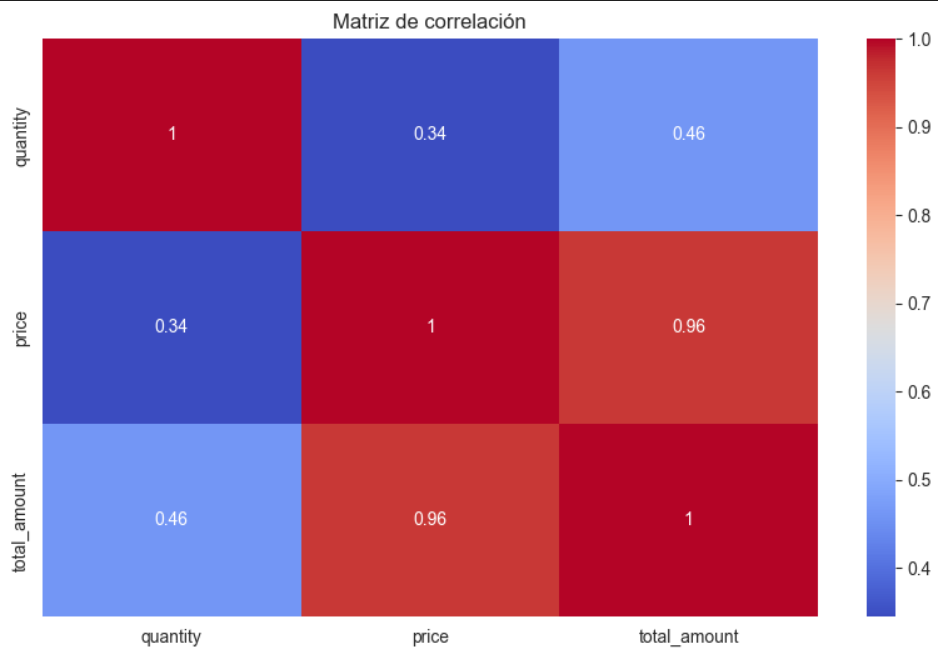 Matriz de correlación
quantity
1
0.34
0.46
price
0.34
1
0.96
total_amount
0.46
0.96
1
quantity
price
total_amount
1.0
0.9
0.8
0.7
0.6
0.5
0.4